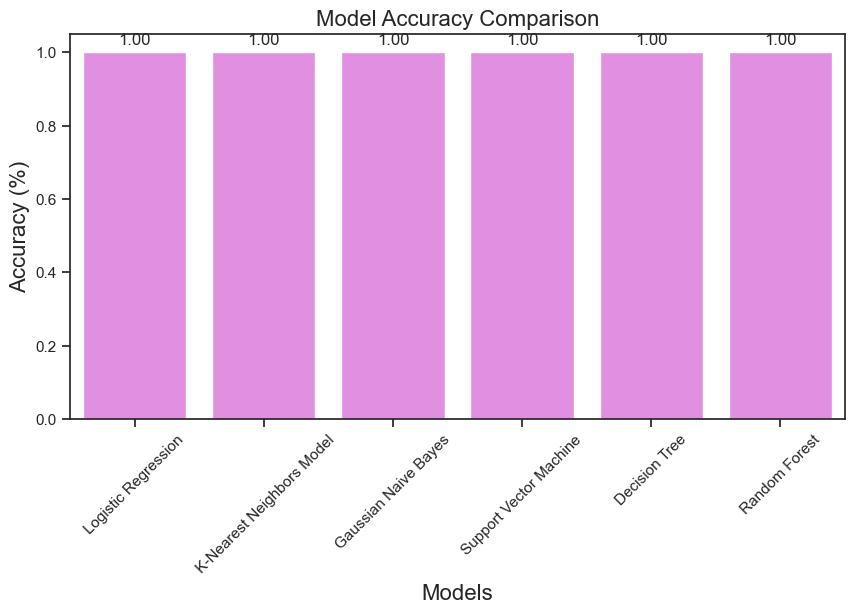 Model Accuracy Comparison
1.00 1.00 1.00 1.00 1.00 1.00
1.0
0.8
0.6
0.4
0.2
0.0
Accuracy (%)
Logistic Regression
K-Nearest Neighbors Model
Gaussian Naive Bayes
Support Vector Machine
Decision Tree
Random Forest
Models